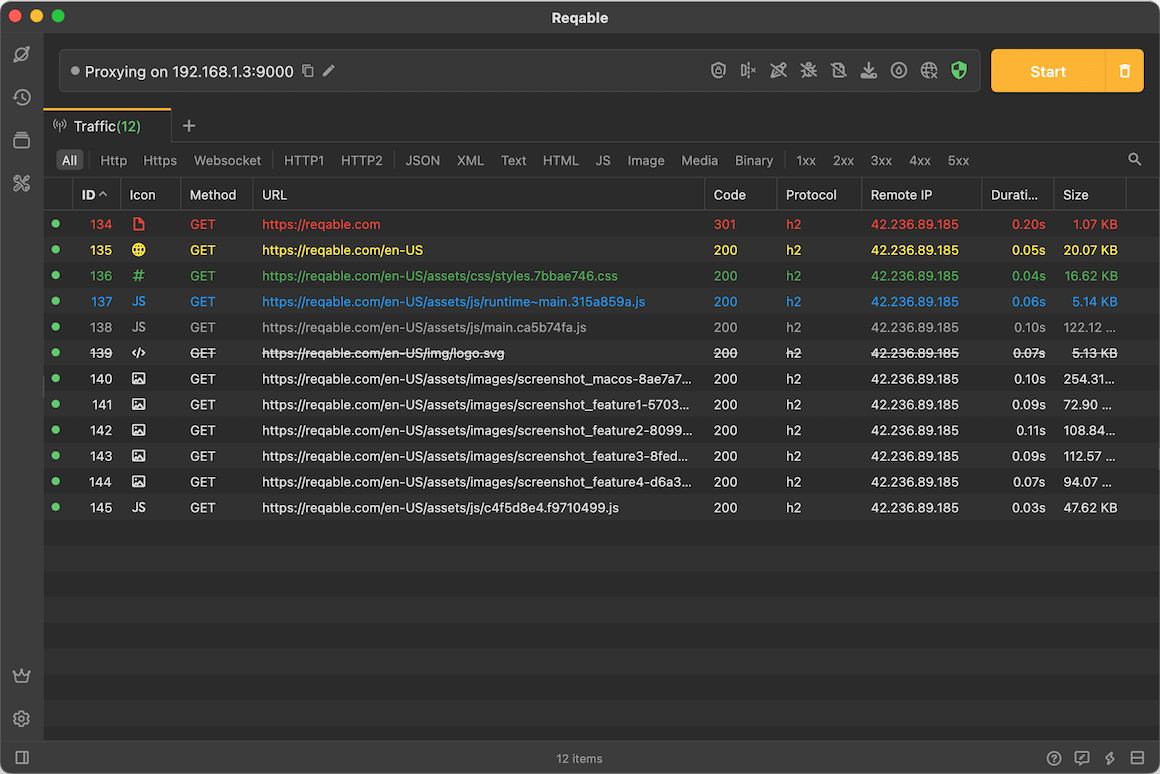 Reqable
Proxying on 192.168.1.3:9000
Start
Traffic(12)
All Http Https Websocket HTTP1 HTTP2 JSON XML Text HTML JS Image Media Binary 1xx 2xx 3xx 4xx 5xx
ID Icon Method URL Code Protocol Remote IP Durati... Size
134 GET https://reqable.com 301 h2 42.236.89.185 0.20s 1.07 KB
135 GET https://reqable.com/en-US 200 h2 42.236.89.185 0.05s 20.07 KB
136 # GET https://reqable.com/en-US/assets/css/styles.7bbae746.css 200 h2 42.236.89.185 0.04s 16.62 KB
137 JS GET https://reqable.com/en-US/assets/js/runtime~main.315a859a.js 200 h2 42.236.89.185 0.06s 5.14 KB
138 JS GET https://reqable.com/en-US/assets/js/main.ca5b74fa.js 200 h2 42.236.89.185 0.10s 122.12 ...
139 </> GET https://reqable.com/en-US/img/logo.svg 200 h2 42.236.89.185 0.07s 5.13 KB
140 GET https://reqable.com/en-US/assets/images/screenshot_macos-8ae7a7... 200 h2 42.236.89.185 0.10s 254.31...
141 GET https://reqable.com/en-US/assets/images/screenshot_feature1-5703... 200 h2 42.236.89.185 0.09s 72.90 ...
142 GET https://reqable.com/en-US/assets/images/screenshot_feature2-8099... 200 h2 42.236.89.185 0.11s 108.84...
143 GET https://reqable.com/en-US/assets/images/screenshot_feature3-8fed... 200 h2 42.236.89.185 0.09s 112.57 ...
144 GET https://reqable.com/en-US/assets/images/screenshot_feature4-d6a3... 200 h2 42.236.89.185 0.07s 94.07 ...
145 JS GET https://reqable.com/en-US/assets/js/c4f5d8e4.f9710499.js 200 h2 42.236.89.185 0.03s 47.62 KB
12 items